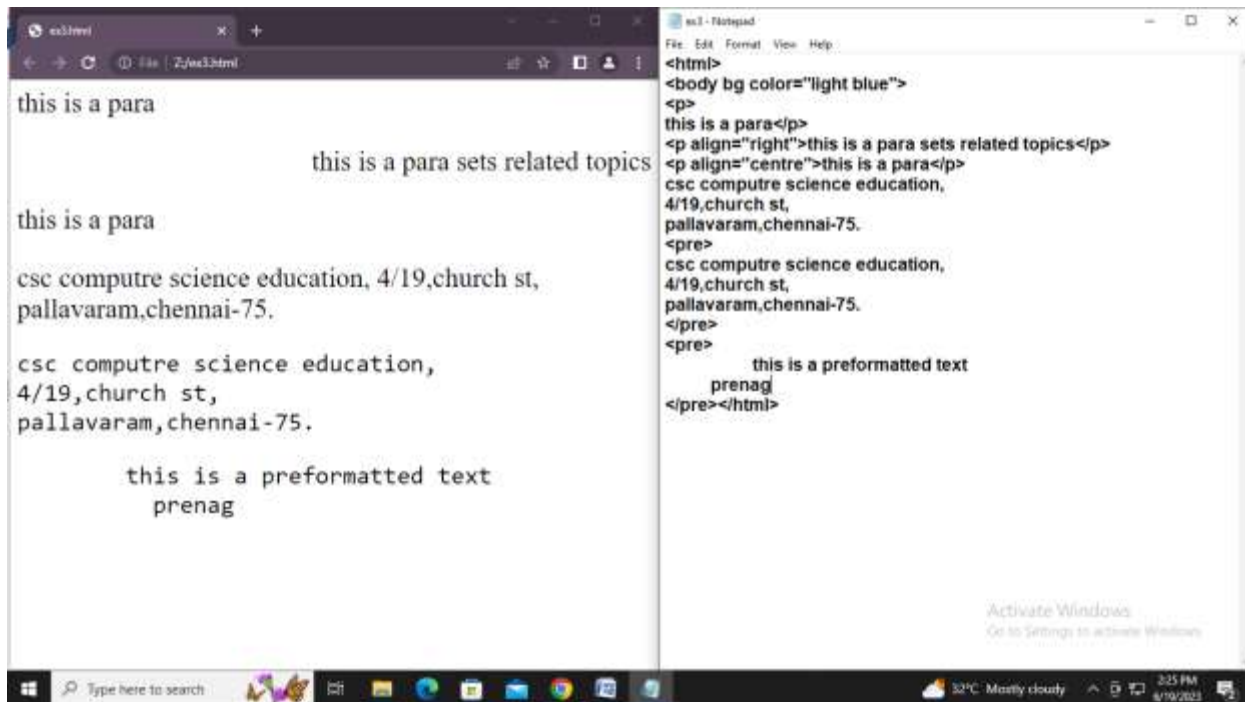 ex3.html
File | Z:/ex3.html
this is a para
this is a para sets related topics
this is a para
csc computre science education, 4/19,church st,
pallavaram,chennai-75.
csc computre science education,
4/19,church st,
pallavaram,chennai-75.
this is a preformatted text
prenag
ex3 - Notepad
File Edit Format View Help
<html>
<body bg color="light blue">
<p>
this is a para</p>
<p align="right">this is a para sets related topics</p>
<p align="centre">this is a para</p>
csc computre science education,
4/19,church st,
pallavaram,chennai-75.
<pre>
csc computre science education,
4/19,church st,
pallavaram,chennai-75.
</pre>
<pre>
this is a preformatted text
prenag
</pre></html>
Activate Windows
Go to Settings to activate Windows.
Type here to search
32°C Mostly cloudy
2:25 PM
6/19/2023